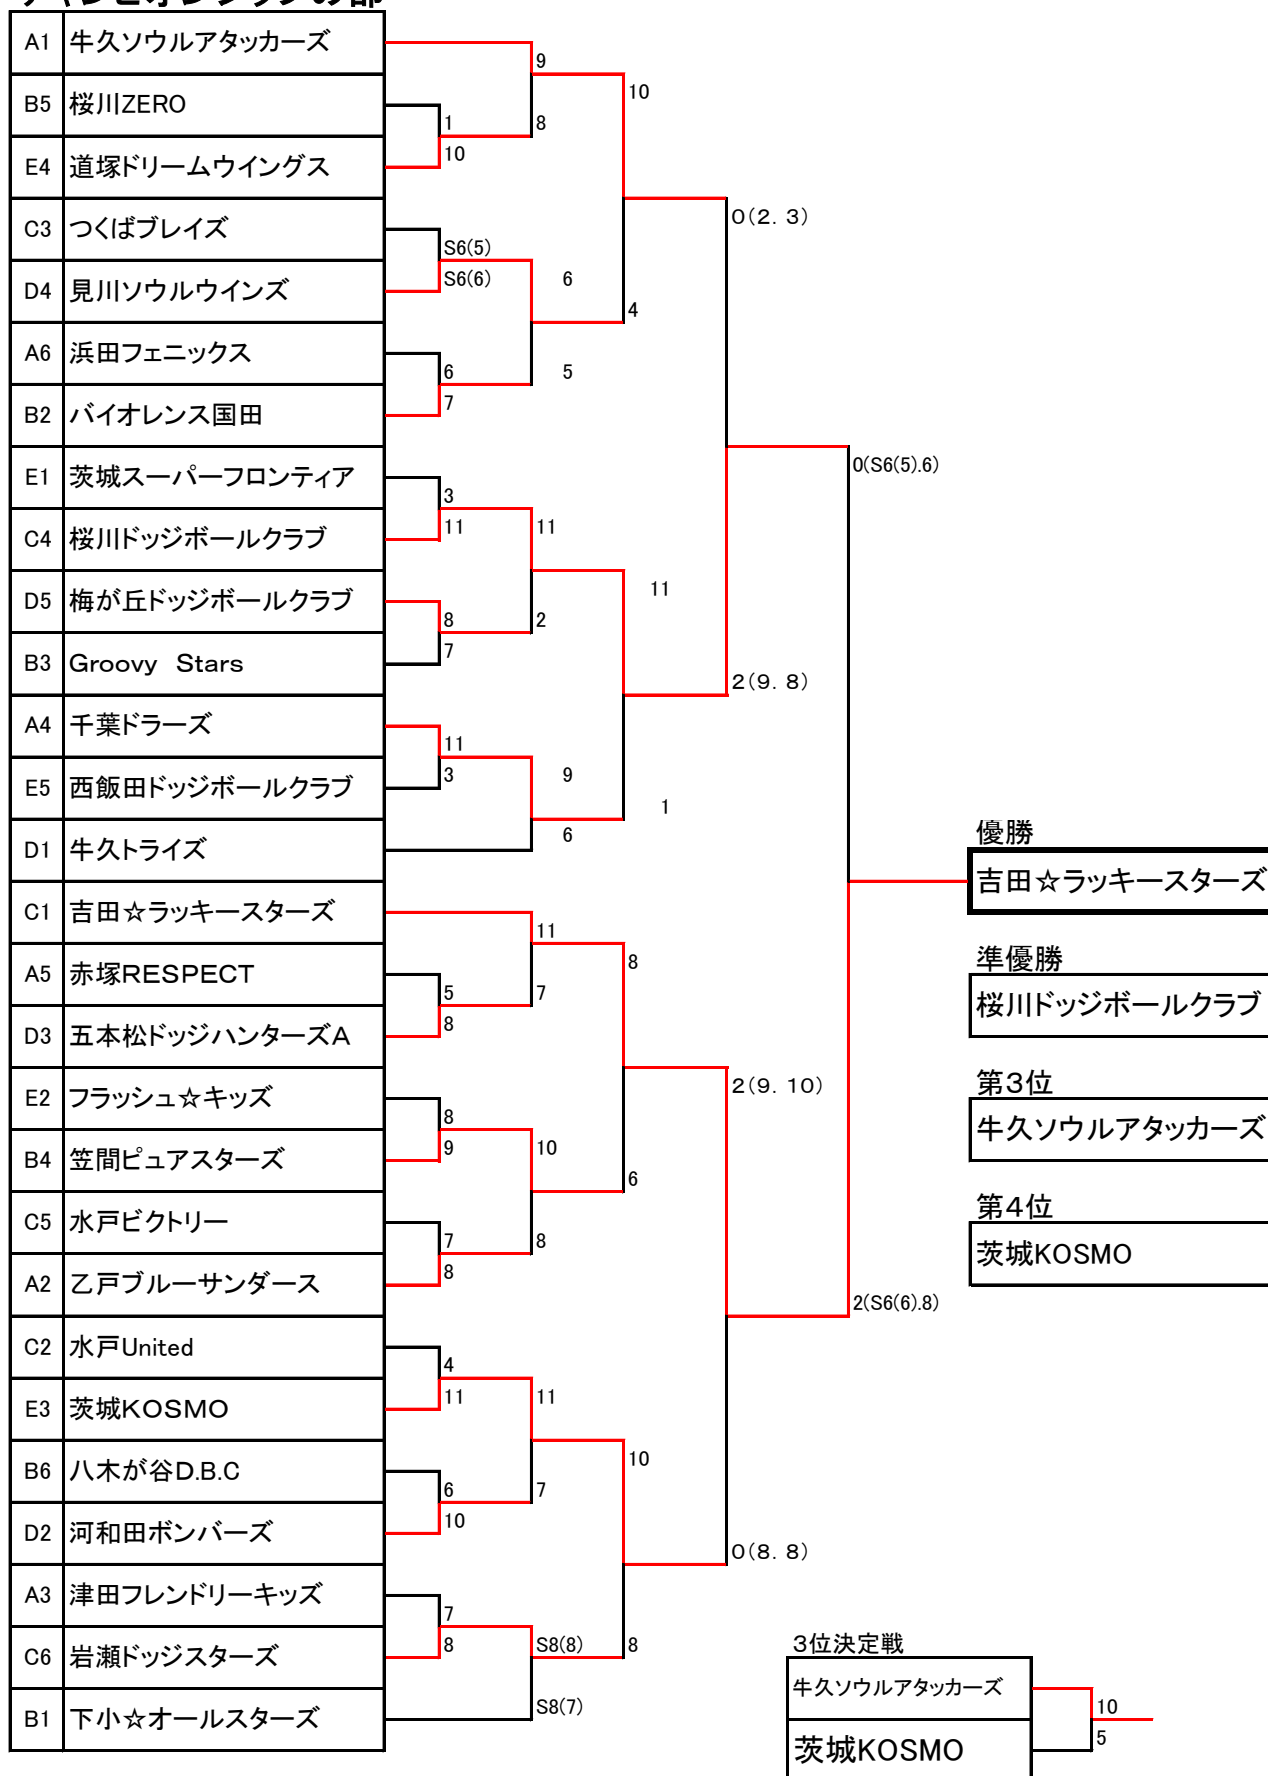 チャンピオンシップの部
A1 牛久ソウルアタッカーズ
B5 桜川ZERO
E4 道塚ドリームウイングス
C3 つくばブレイズ
D4 見川ソウルウインズ
A6 浜田フェニックス
B2 バイオレンス国田
E1 茨城スーパーフロンティア
C4 桜川ドッジボールクラブ
D5 梅が丘ドッジボールクラブ
B3 Groovy Stars
A4 千葉ドラーズ
E5 西飯田ドッジボールクラブ
D1 牛久トライズ
C1 吉田☆ラッキースターズ
A5 赤塚RESPECT
D3 五本松ドッジハンターズA
E2 フラッシュ☆キッズ
B4 笠間ピュアスターズ
C5 水戸ビクトリー
A2 乙戸ブルーサンダース
C2 水戸United
E3 茨城KOSMO
B6 八木が谷D.B.C
D2 河和田ボンバーズ
A3 津田フレンドリーキッズ
C6 岩瀬ドッジスターズ
B1 下小☆オールスターズ
1
10
S6(5)
S6(6)
6
7
3
11
8
7
11
3
5
8
8
9
7
8
4
11
6
10
7
8
9
8
6
5
11
2
9
6
11
7
10
8
11
7
S8(8)
S8(7)
10
4
11
1
8
6
10
8
0(2. 3)
2(9. 8)
2(9. 10)
0(8. 8)
0(S6(5).6)
2(S6(6).8)
優勝
吉田☆ラッキースターズ
準優勝
桜川ドッジボールクラブ
第3位
牛久ソウルアタッカーズ
第4位
茨城KOSMO
3位決定戦
牛久ソウルアタッカーズ
茨城KOSMO
10
5